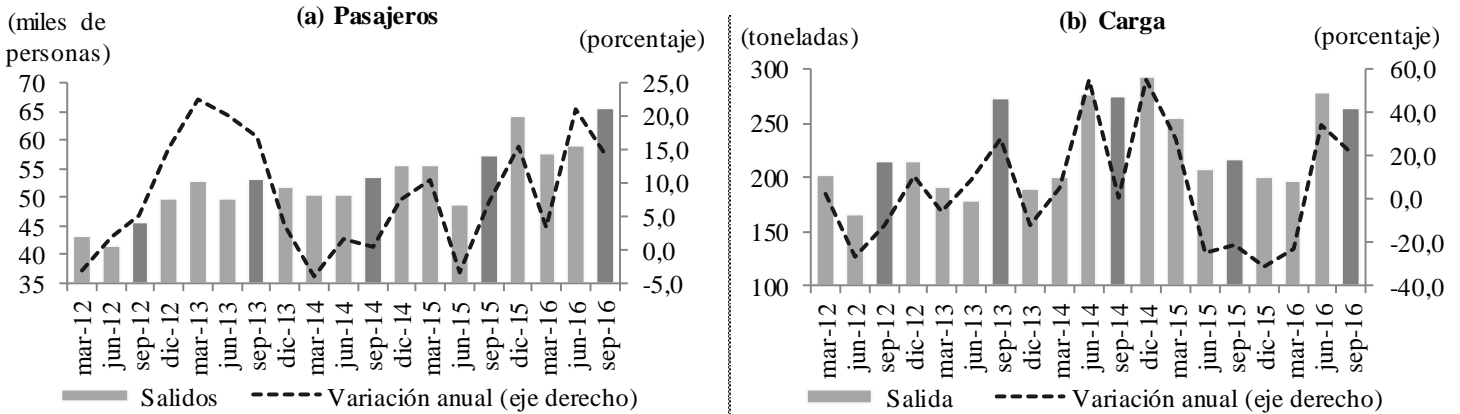 (a) Pasajeros
(miles de
personas)
(porcentaje)
70
65
60
55
50
45
40
35
25,0
20,0
15,0
10,0
5,0
0,0
-5,0
mar-12
jun-12
sep-12
dic-12
mar-13
jun-13
sep-13
dic-13
mar-14
jun-14
sep-14
dic-14
mar-15
jun-15
sep-15
dic-15
mar-16
jun-16
sep-16
Salidos
Variación anual (eje derecho)
(b) Carga
(toneladas)
(porcentaje)
300
250
200
150
100
60,0
40,0
20,0
0,0
-20,0
-40,0
mar-12
jun-12
sep-12
dic-12
mar-13
jun-13
sep-13
dic-13
mar-14
jun-14
sep-14
dic-14
mar-15
jun-15
sep-15
dic-15
mar-16
jun-16
sep-16
Salida
Variación anual (eje derecho)